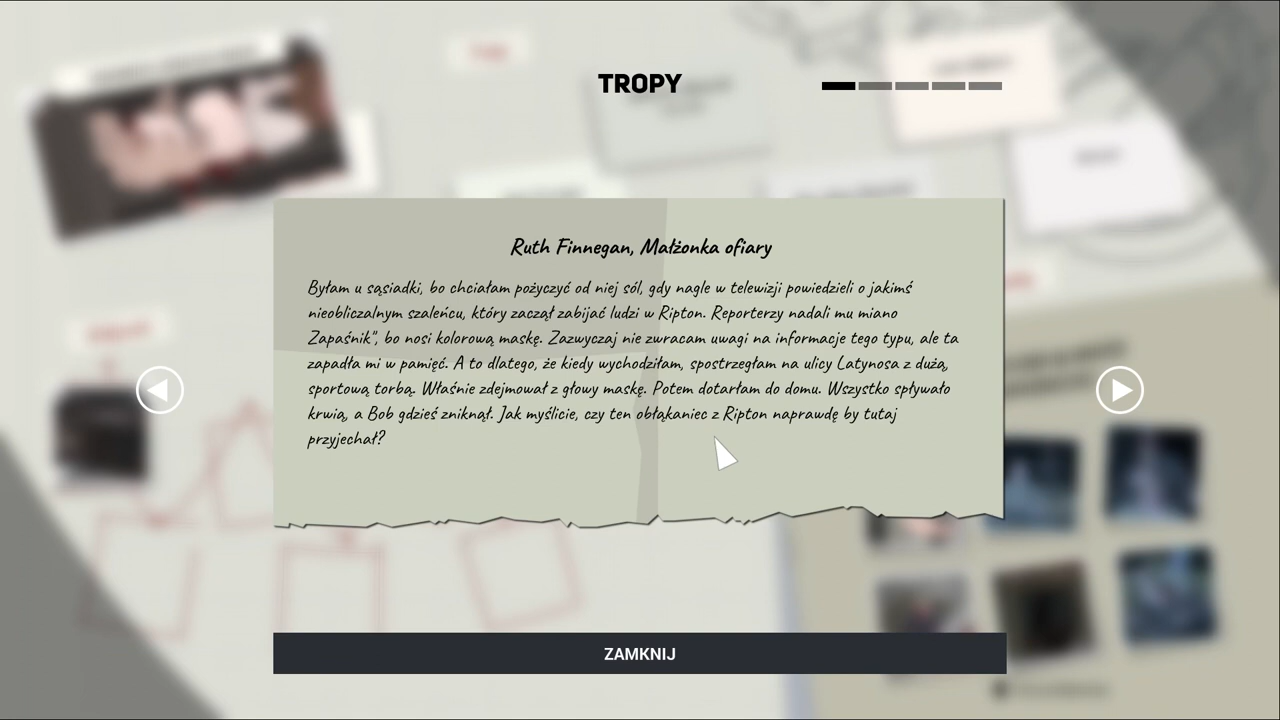 TROPY
Ruth Finnegan, Małżonka ofiary
Byłam u sąsiadki, bo chciałam pożyczyć od niej sól, gdy nagle w telewizji powiedzieli o jakimś
nieobliczalnym szaleńcu, który zaczął zabijać ludzi w Ripton. Reporterzy nadali mu miano
Zapaśnik", bo nosi kolorową maskę. Zazwyczaj nie zwracam uwagi na informacje tego typu, ale ta
zapadła mi w pamięć. A to dlatego, że kiedy wychodziłam, spostrzegłam na ulicy Latynosa z dużą,
sportową torbą. Właśnie zdejmował z głowy maskę. Potem dotarłam do domu. Wszystko spływało
krwią, a Bob gdzieś zniknął. Jak myślicie, czy ten obłąkaniec z Ripton naprawdę by tutaj
przyjechał?
ZAMKNIJ